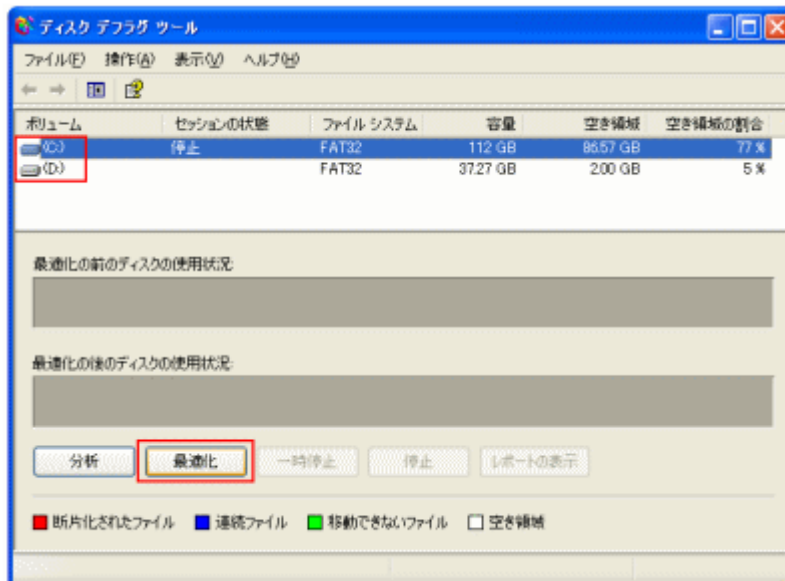 ディスク デフラグ ツール
ファイル(F) 操作(A) 表示(V) ヘルプ(H)
ボリューム セッションの状態 ファイル システム 容量 空き領域 空き領域の割合
(C:) 停止 FAT32 112 GB 86.57 GB 77 %
(D:) FAT32 37.27 GB 2.00 GB 5 %
最適化の前のディスクの使用状況:
最適化の後のディスクの使用状況:
分析 最適化 一時停止 停止 レポートの表示
断片化されたファイル 連続ファイル 移動できないファイル 空き領域